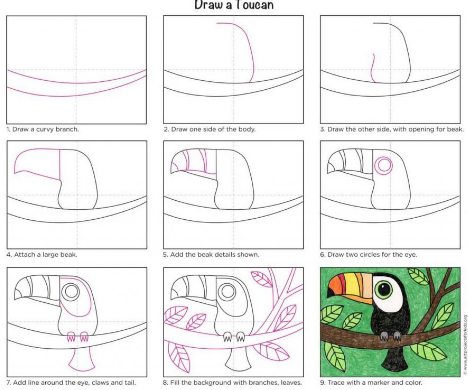 Draw a Toucan
1. Draw a curvy branch.
2. Draw one side of the body.
3. Draw the other side, with opening for beak.
4. Attach a large beak.
5. Add the beak details shown.
6. Draw two circles for the eye.
7. Add line around the eye, claws and tail.
8. Fill the background with branches, leaves.
9. Trace with a marker and color.